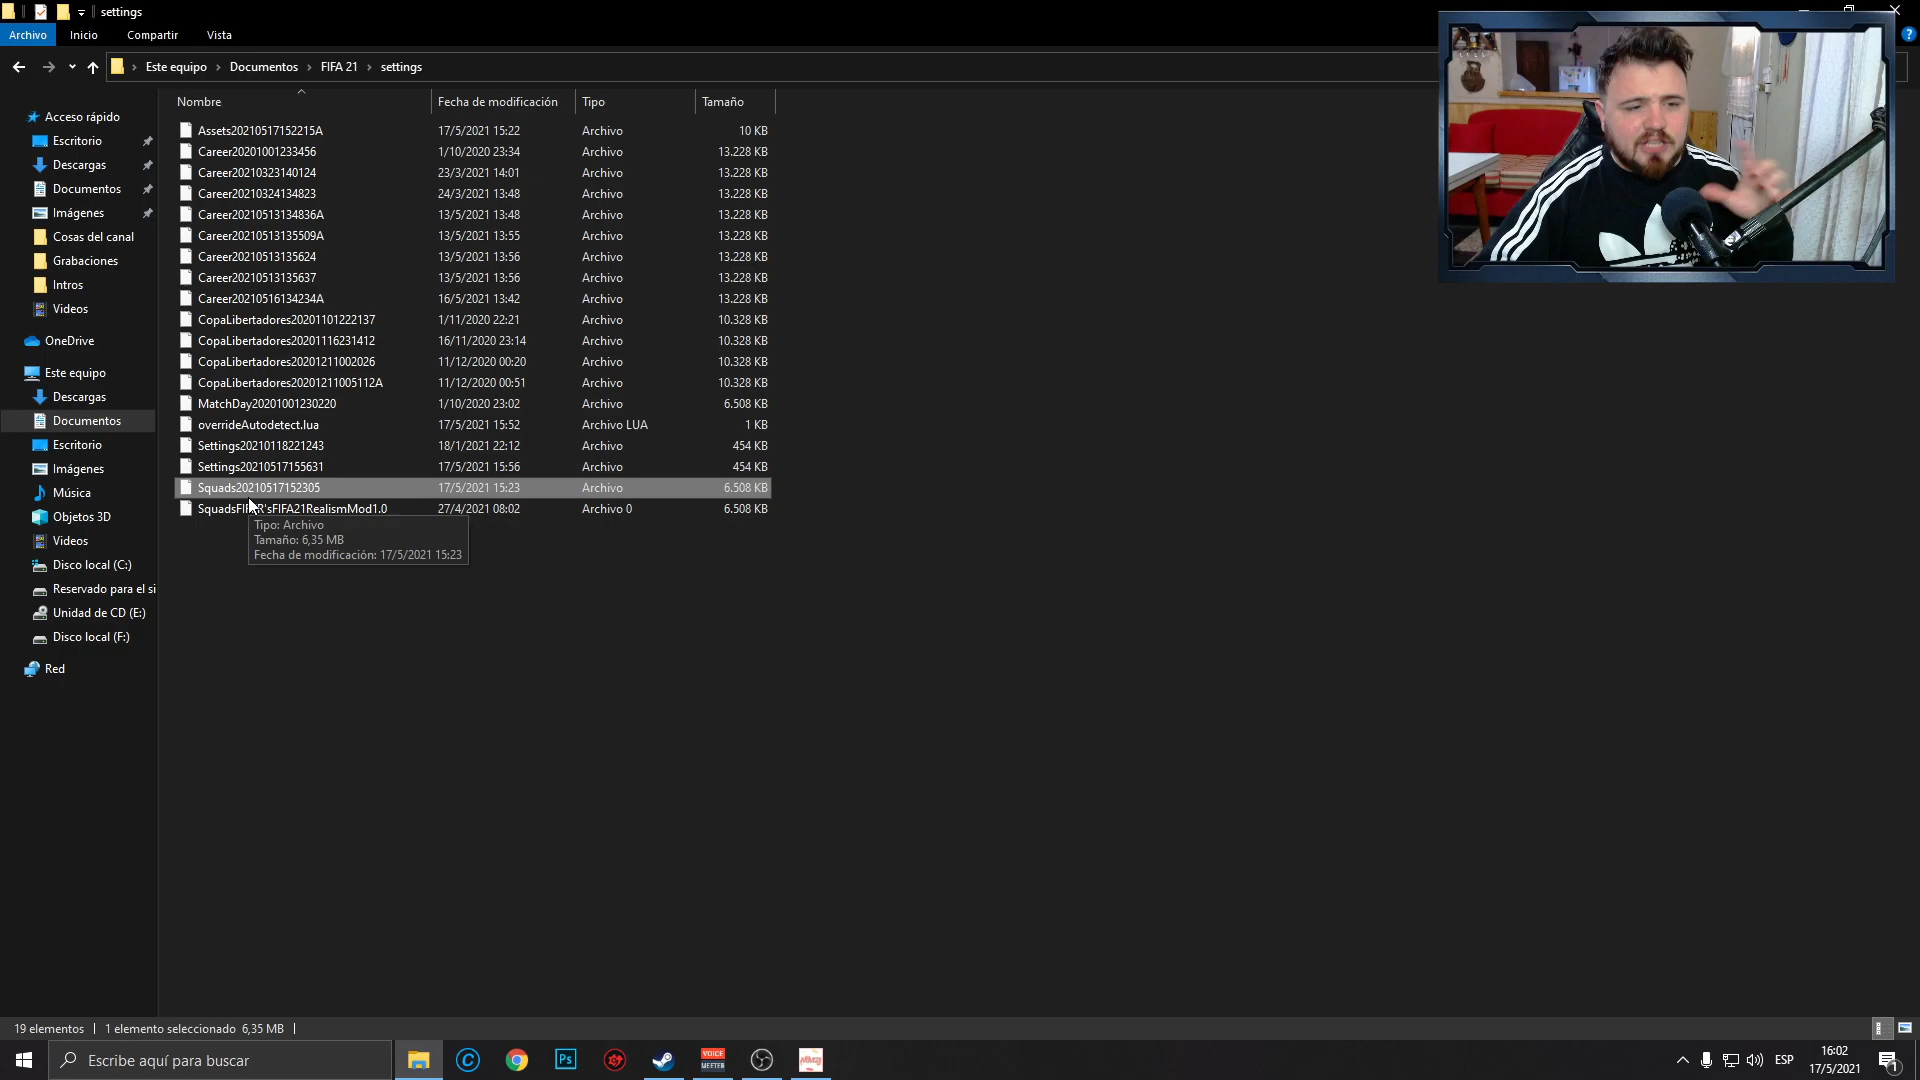 settings
Archivo Inicio Compartir Vista
Este equipo > Documentos > FIFA 21 > settings
Nombre Fecha de modificación Tipo Tamaño
Assets20210517152215A 17/5/2021 15:22 Archivo 10 KB
Career20201001233456 1/10/2020 23:34 Archivo 13.228 KB
Career20210323140124 23/3/2021 14:01 Archivo 13.228 KB
Career20210324134823 24/3/2021 13:48 Archivo 13.228 KB
Career20210513134836A 13/5/2021 13:48 Archivo 13.228 KB
Career20210513135509A 13/5/2021 13:55 Archivo 13.228 KB
Career20210513135624 13/5/2021 13:56 Archivo 13.228 KB
Career20210513135637 13/5/2021 13:56 Archivo 13.228 KB
Career20210516134234A 16/5/2021 13:42 Archivo 13.228 KB
CopaLibertadores20201101222137 1/11/2020 22:21 Archivo 10.328 KB
CopaLibertadores20201116231412 16/11/2020 23:14 Archivo 10.328 KB
CopaLibertadores20201211002026 11/12/2020 00:20 Archivo 10.328 KB
CopaLibertadores20201211005112A 11/12/2020 00:51 Archivo 10.328 KB
MatchDay20201001230220 1/10/2020 23:02 Archivo 6.508 KB
overrideAutodetect.lua 17/5/2021 15:52 Archivo LUA 1 KB
Settings20210118221243 18/1/2021 22:12 Archivo 454 KB
Settings20210517155631 17/5/2021 15:56 Archivo 454 KB
Squads20210517152305 17/5/2021 15:23 Archivo 6.508 KB
27/4/2021 08:02 Archivo 0 6.508 KB
Tipo: Archivo
Tamaño: 6,35 MB
Fecha de modificación: 17/5/2021 15:23
Acceso rápido
Escritorio
Descargas
Documentos
Imágenes
Cosas del canal
Grabaciones
Intros
Videos
OneDrive
Este equipo
Descargas
Documentos
Escritorio
Imágenes
Música
Objetos 3D
Videos
Disco local (C:)
Reservado para el si
Unidad de CD (E:)
Disco local (F:)
Red
19 elementos 1 elemento seleccionado 6,35 MB
Escribe aquí para buscar
Ps
VOICE
MEETER
ESP
16:02
17/5/2021
1